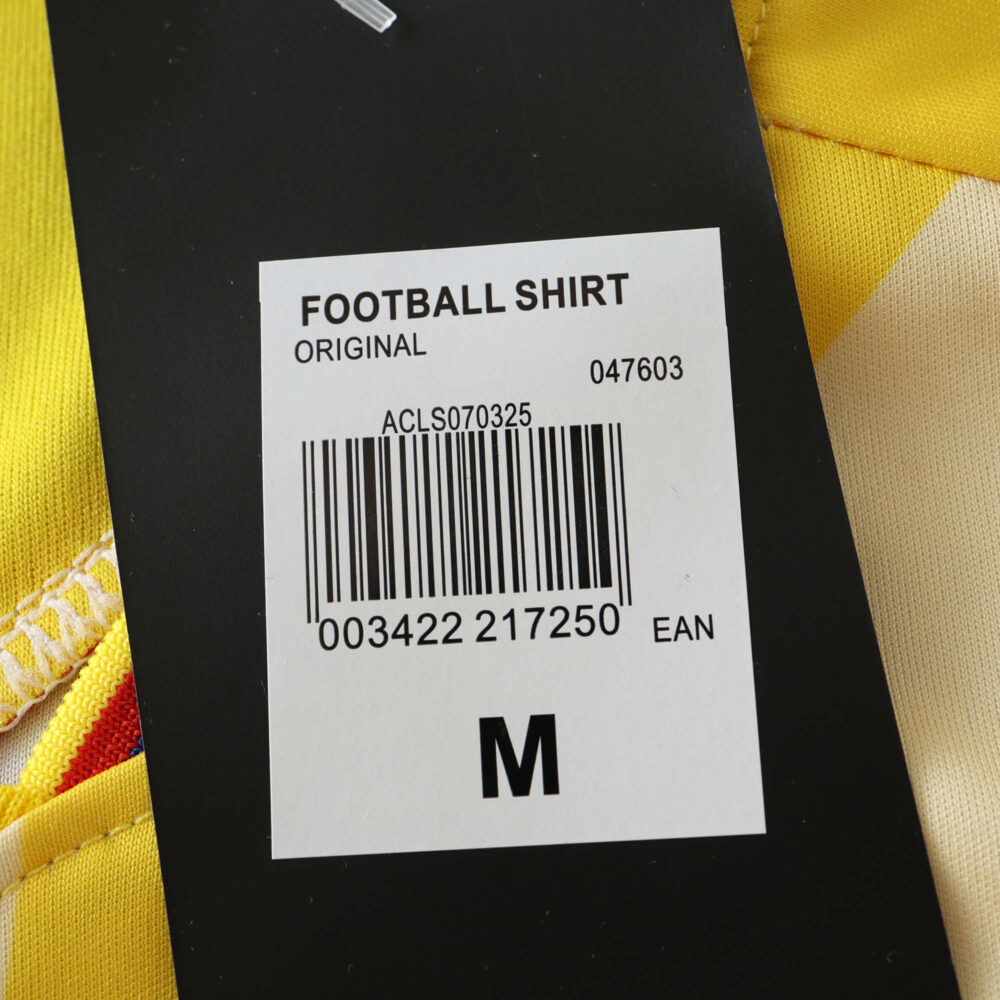 FOOTBALL SHIRT
ORIGINAL
047603
ACLS070325
003422 217250
EAN
M